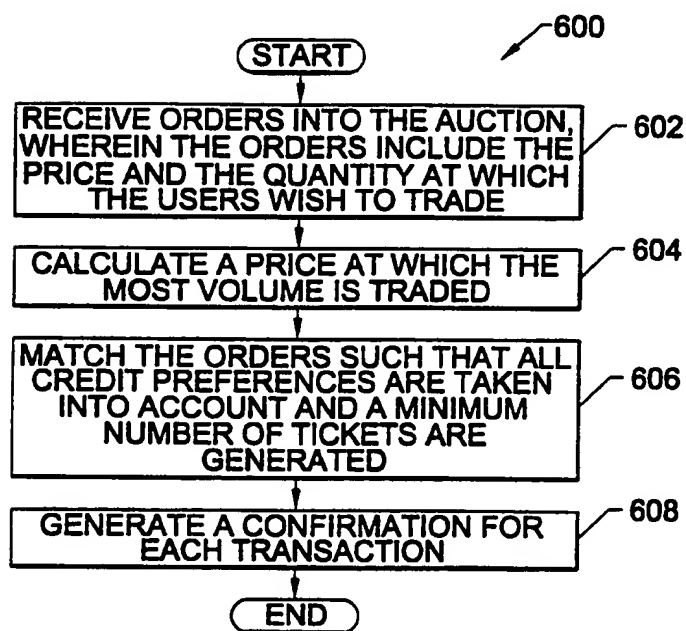 600
START
RECEIVE ORDERS INTO THE AUCTION,
WHEREIN THE ORDERS INCLUDE THE
PRICE AND THE QUANTITY AT WHICH
THE USERS WISH TO TRADE
602
CALCULATE A PRICE AT WHICH THE
MOST VOLUME IS TRADED
604
MATCH THE ORDERS SUCH THAT ALL
CREDIT PREFERENCES ARE TAKEN
INTO ACCOUNT AND A MINIMUM
NUMBER OF TICKETS ARE
GENERATED
606
GENERATE A CONFIRMATION FOR
EACH TRANSACTION
608
END